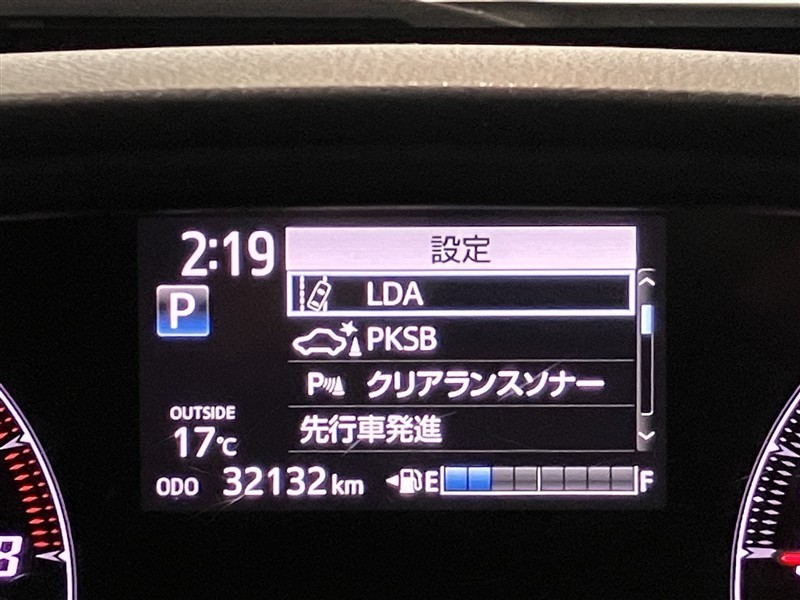 2:19
設定
LDA
P
PKSB
P クリアランスソナー
OUTSIDE
17℃
先行車発進
ODO 32132 km
E F
8